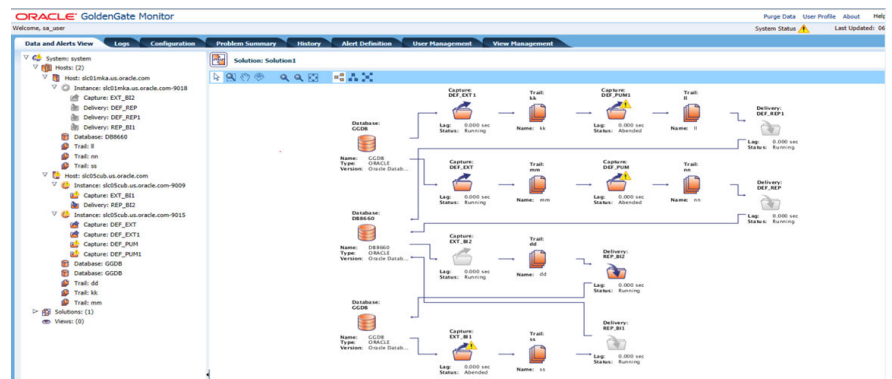 ORACLE GoldenGate Monitor
Purge Data User Profile About Help
Welcome, sa_user
System Status Last Updated: 06
Data and Alerts View Logs Configuration Problem Summary History Alert Definition User Management View Management
System: system
Hosts: (2)
Host: slc01mka.us.oracle.com
Instance: slc01mka.us.oracle.com-9018
Capture: EXT_BI2
Delivery: DEF_REP
Delivery: DEF_REP1
Delivery: REP_BI1
Database: DB8660
Trail: ll
Trail: nn
Trail: ss
Host: slc05cub.us.oracle.com
Instance: slc05cub.us.oracle.com-9009
Capture: EXT_BI1
Delivery: REP_BI2
Instance: slc05cub.us.oracle.com-9015
Capture: DEF_EXT
Capture: DEF_EXT1
Capture: DEF_PUM
Capture: DEF_PUM1
Database: GGDB
Database: GGDB
Trail: dd
Trail: kk
Trail: mm
Solutions: (1)
Views: (0)
Solution: Solution1
Database:
GGDB
Name: GGDB
Type: ORACLE
Version: Oracle Datab...
Capture:
DEF_EXT1
Lag: 0.000 sec
Status: Running
Trail:
kk
Name: kk
Capture:
DEF_PUM1
Lag: 0.000 sec
Status: Abended
Trail:
ll
Name: ll
Delivery:
DEF_REP1
Lag: 0.000 sec
Status: Running
Capture:
DEF_EXT
Lag: 0.000 sec
Status: Running
Trail:
mm
Name: mm
Capture:
DEF_PUM
Lag: 0.000 sec
Status: Abended
Trail:
nn
Name: nn
Delivery:
DEF_REP
Lag: 0.000 sec
Status: Running
Database:
DB8660
Name: DB8660
Type: ORACLE
Version: Oracle Datab...
Capture:
EXT_BI2
Lag: 0.000 sec
Status: Running
Trail:
dd
Name: dd
Delivery:
REP_BI2
Lag: 0.000 sec
Status: Running
Database:
GGDB
Name: GGDB
Type: ORACLE
Version: Oracle Datab...
Capture:
EXT_BI1
Lag: 0.000 sec
Status: Abended
Trail:
ss
Name: ss
Delivery:
REP_BI1
Lag: 0.000 sec
Status: Running